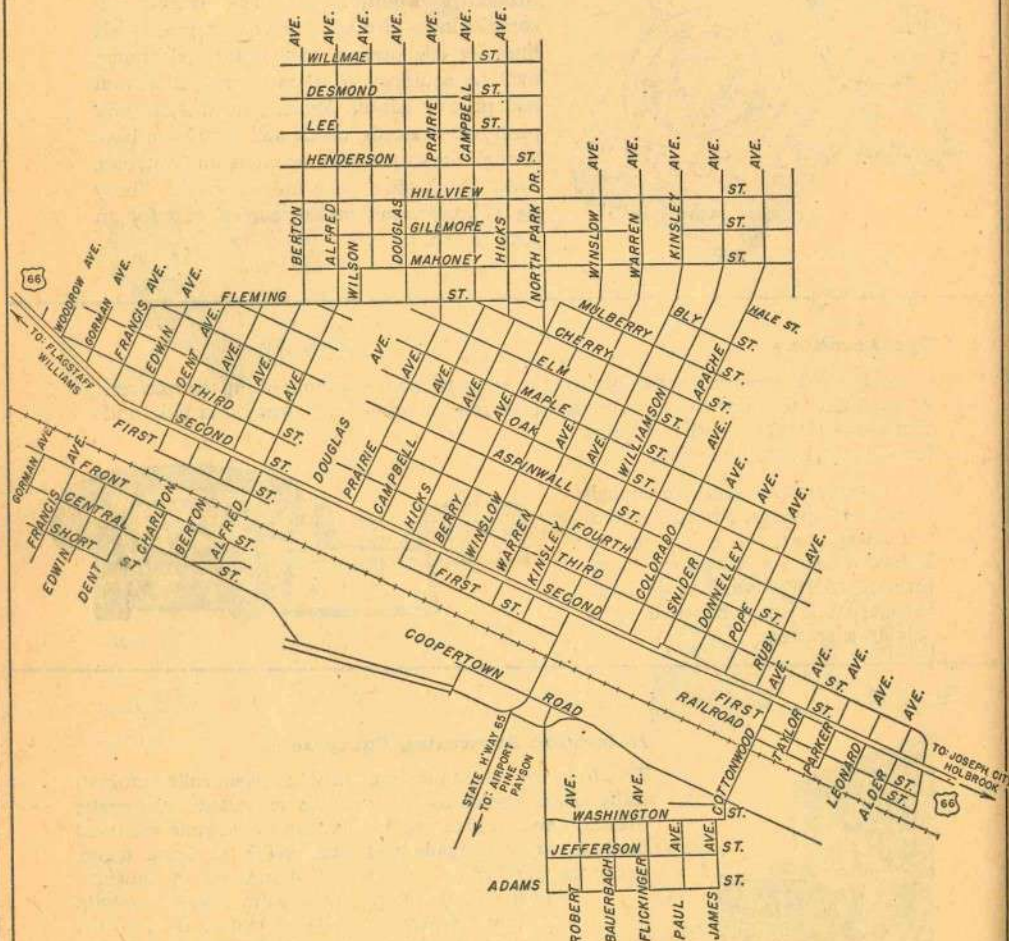 AVE. AVE. AVE. AVE. AVE. AVE. AVE.
WILLMAE ST.
DESMOND ST.
LEE ST.
HENDERSON ST.
PRAIRIE
CAMPBELL
HILLVIEW ST.
GILLMORE ST.
MAHONEY ST.
BERTON
ALFRED
WILSON
DOUGLAS
HICKS
NORTH PARK DR.
AVE. AVE. AVE. AVE. AVE.
WINSLOW
WARREN
KINSLEY
BLY
APACHE
HALE ST.
66
TO: FLAGSTAFF
WILLIAMS
WOODROW AVE.
GORMAN AVE.
FRANCIS AVE.
EDWIN AVE.
DENT AVE.
AVE.
AVE.
AVE.
FLEMING ST.
THIRD ST.
SECOND ST.
FIRST ST.
MULBERRY ST.
CHERRY ST.
ELM ST.
MAPLE ST.
OAK ST.
ASPINWALL ST.
FOURTH
THIRD ST.
SECOND
FIRST ST.
DOUGLAS AVE.
PRAIRIE AVE.
CAMPBELL AVE.
HICKS AVE.
BERRY AVE.
WINSLOW AVE.
WARREN AVE.
KINSLEY
WILLIAMSON AVE.
COLORADO AVE.
SNIDER AVE.
DONNELLEY AVE.
POPE AVE.
RUBY AVE.
GORMAN AVE
FRANCIS AVE.
EDWIN
DENT
CHARLTON
BERTON
ALFRED
FRONT ST.
CENTRAL ST.
SHORT ST
COOPERTOWN ROAD
STATE H'WAY 65
TO: AIRPORT
PINE
PAYSON
FIRST ST.
RAILROAD ST.
COTTONWOOD AVE.
TAYLOR AVE.
PARKER AVE.
LEONARD AVE.
ALDER
ST.
ST.
TO: JOSEPH CITY
HOLBROOK
66
AVE. AVE. AVE. AVE.
WASHINGTON ST.
JEFFERSON ST.
ADAMS ST.
ROBERT
BAUERBACH
FLICKINGER
PAUL
JAMES